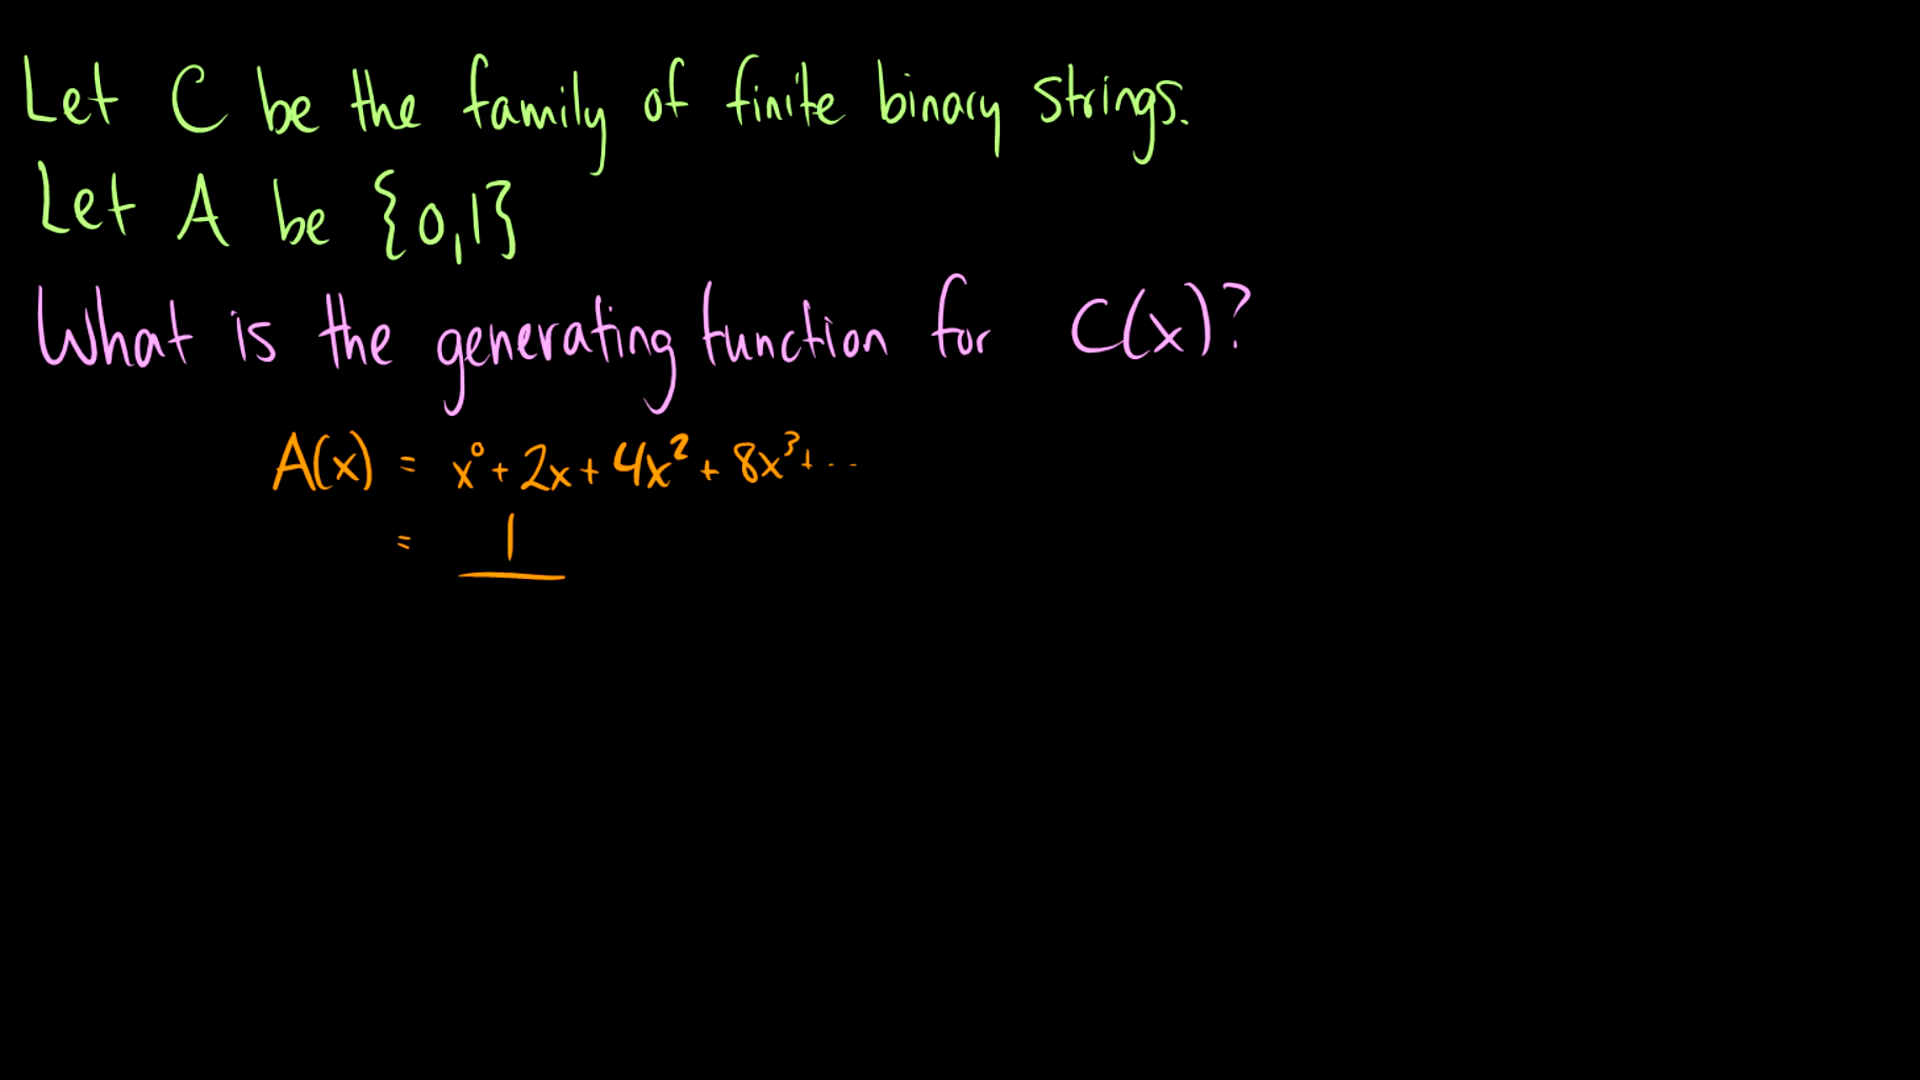 Let C be the family of finite binary strings.
Let A be {0,1}
What is the generating function for C(x)?
A(x) = x⁰ + 2x + 4x² + 8x³ + ...
= 1